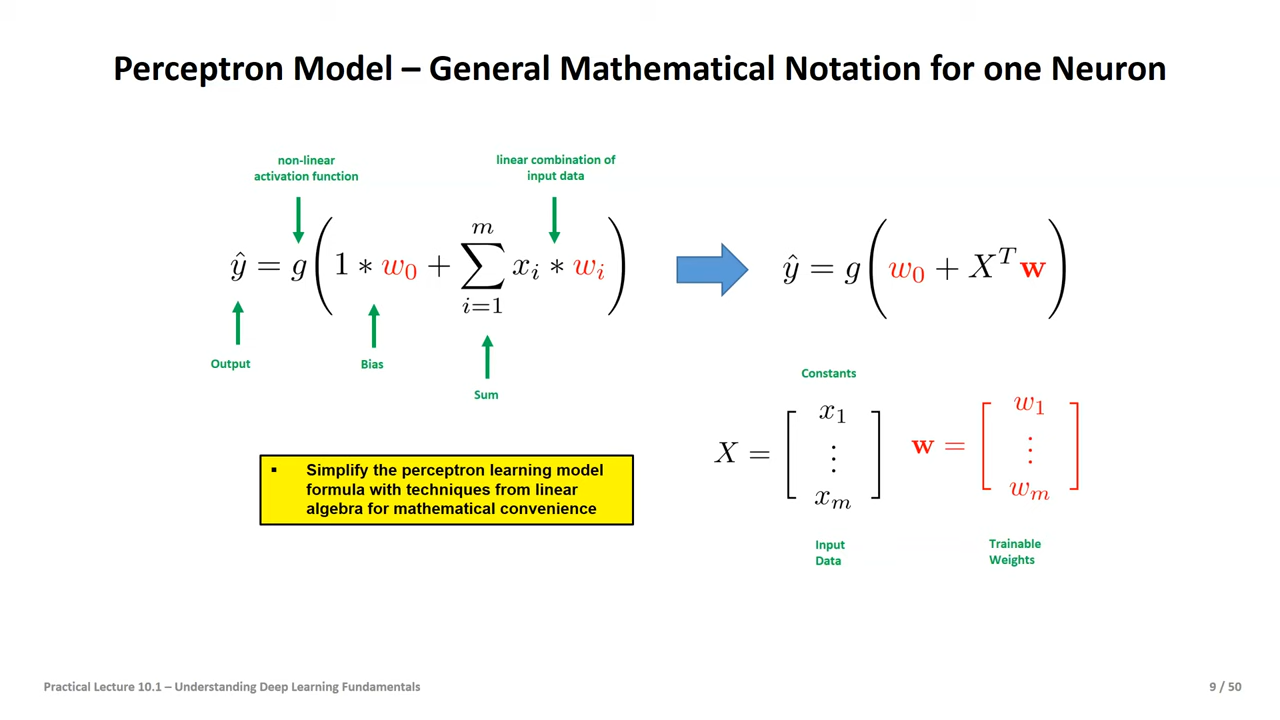 Perceptron Model – General Mathematical Notation for one Neuron
non-linear
activation function
linear combination of
input data
ŷ = g(1 * w₀ + ∑ᵢ₌₁ᵐ xᵢ * wᵢ)
Output
Bias
Sum
ŷ = g(w₀ + Xᵀw)
▪ Simplify the perceptron learning model
formula with techniques from linear
algebra for mathematical convenience
Constants
X = [x₁ ⋮ xₘ]
Input
Data
w = [w₁ ⋮ wₘ]
Trainable
Weights
Practical Lecture 10.1 – Understanding Deep Learning Fundamentals
9 / 50